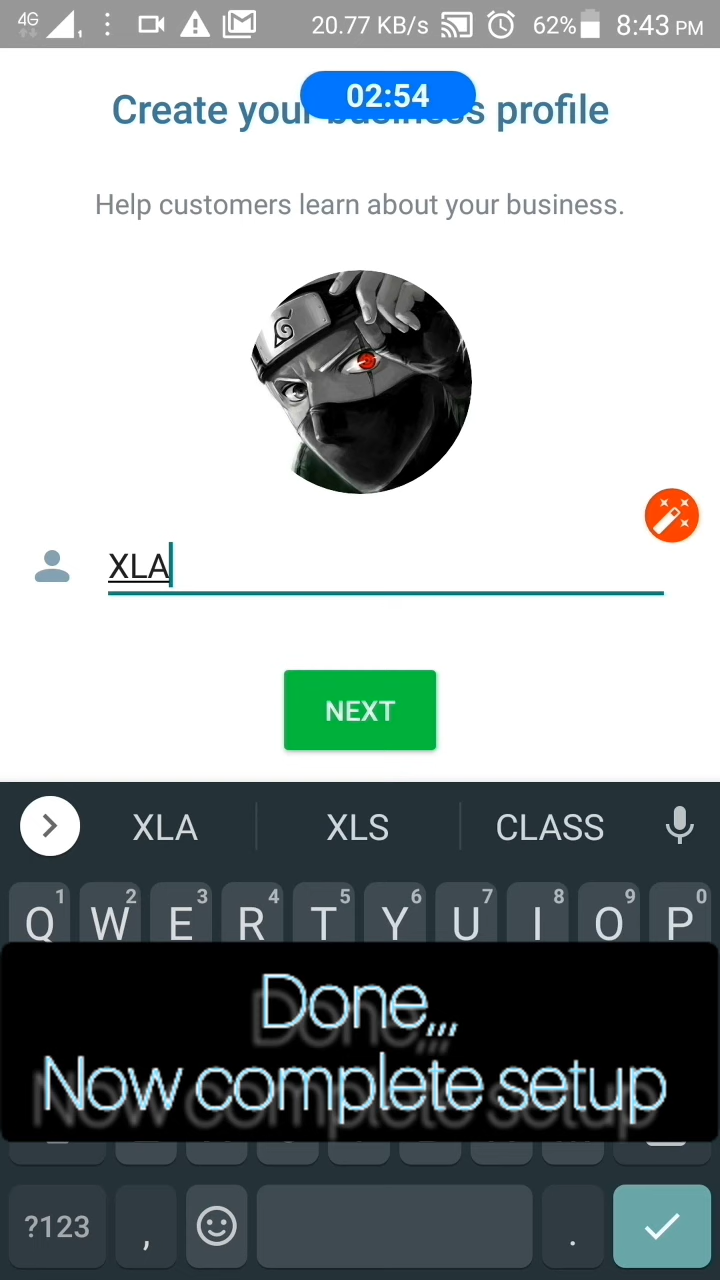 4G 20.77 KB/s 62% 8:43 PM
02:54
Create your business profile
Help customers learn about your business.
XLA
NEXT
XLA XLS CLASS
1 2 3 4 5 6 7 8 9 0
Q W E R T Y U I O P
Done,,,
Now complete setup
?123 , .